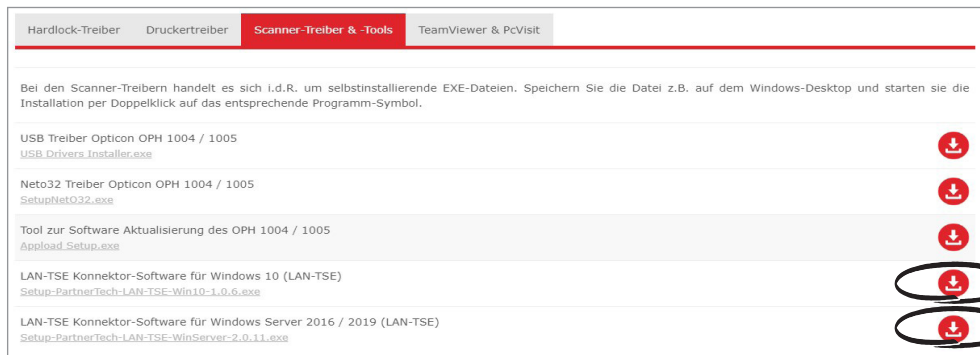 Hardlock-Treiber Druckertreiber Scanner-Treiber & -Tools TeamViewer & PcVisit
Bei den Scanner-Treibern handelt es sich i.d.R. um selbstinstallierende EXE-Dateien. Speichern Sie die Datei z.B. auf dem Windows-Desktop und starten sie die
Installation per Doppelklick auf das entsprechende Programm-Symbol.
USB Treiber Opticon OPH 1004 / 1005
USB Drivers Installer.exe
Neto32 Treiber Opticon OPH 1004 / 1005
SetupNetO32.exe
Tool zur Software Aktualisierung des OPH 1004 / 1005
Appload Setup.exe
LAN-TSE Konnektor-Software für Windows 10 (LAN-TSE)
Setup-PartnerTech-LAN-TSE-Win10-1.0.6.exe
LAN-TSE Konnektor-Software für Windows Server 2016 / 2019 (LAN-TSE)
Setup-PartnerTech-LAN-TSE-WinServer-2.0.11.exe